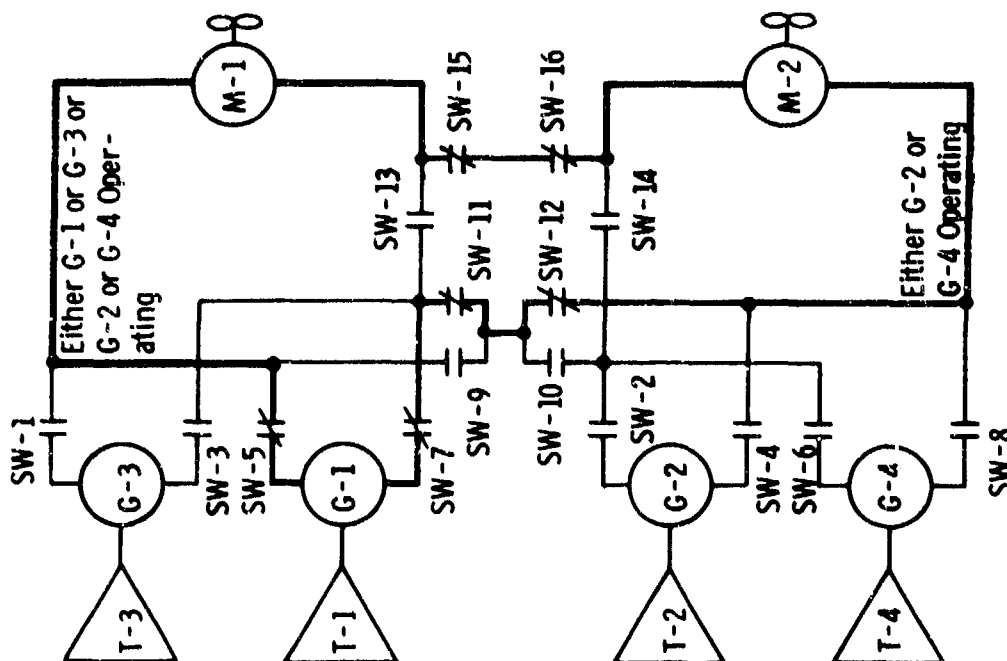 M-1
M-2
SW-15
SW-16
Either G-1 or G-3 or
G-2 or G-4 Oper-
ating
SW-13
SW-14
Either G-2 or
G-4 Operating
SW-11
SW-12
SW-1
SW-3
SW-5
SW-7
SW-9
SW-10
SW-2
SW-4
SW-6
SW-8
G-3
G-1
G-2
G-4
T-3
T-1
T-2
T-4